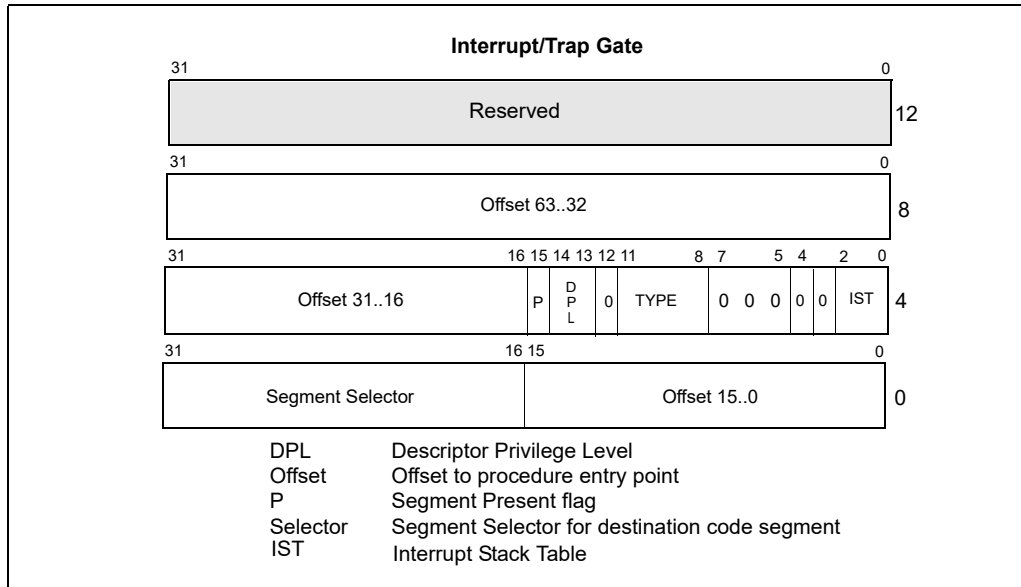 Interrupt/Trap Gate
31 0
Reserved 12
31 0
Offset 63..32 8
31 16 15 14 13 12 11 8 7 5 4 2 0
Offset 31..16 P DPL 0 TYPE 0 0 0 0 0 IST 4
31 16 15 0
Segment Selector Offset 15..0 0
DPL Descriptor Privilege Level
Offset Offset to procedure entry point
P Segment Present flag
Selector Segment Selector for destination code segment
IST Interrupt Stack Table